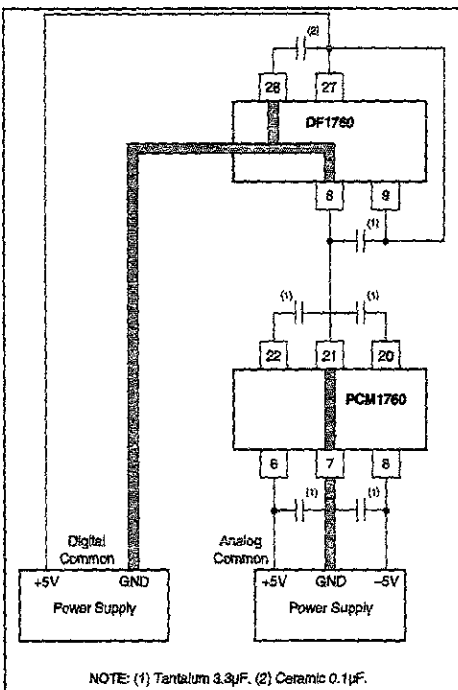 (2)
28 27
DF1760
8 9
(1)
(1) (1)
22 21 20
PCM1760
6 7 8
(1) (1)
Digital Common
Analog Common
+5V GND
Power Supply
+5V GND –5V
Power Supply
NOTE: (1) Tantalum 3.3µF. (2) Ceramic 0.1µF.